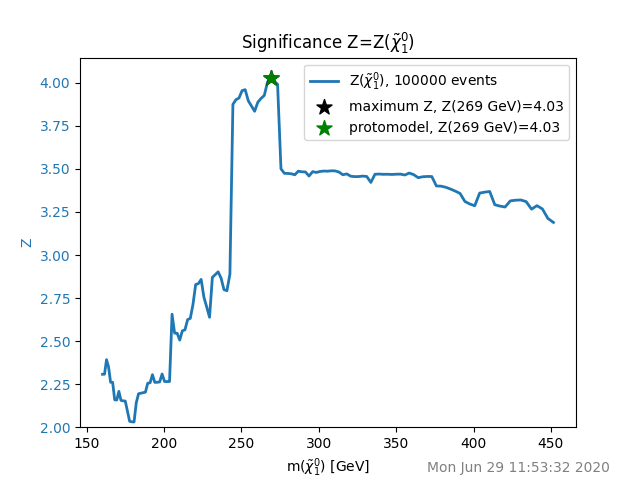 Significance Z=Z(χ̃₁⁰)
Z(χ̃₁⁰), 100000 events
maximum Z, Z(269 GeV)=4.03
protomodel, Z(269 GeV)=4.03
4.00
3.75
3.50
3.25
3.00
2.75
2.50
2.25
2.00
Z
150 200 250 300 350 400 450
m(χ̃₁⁰) [GeV]
Mon Jun 29 11:53:32 2020